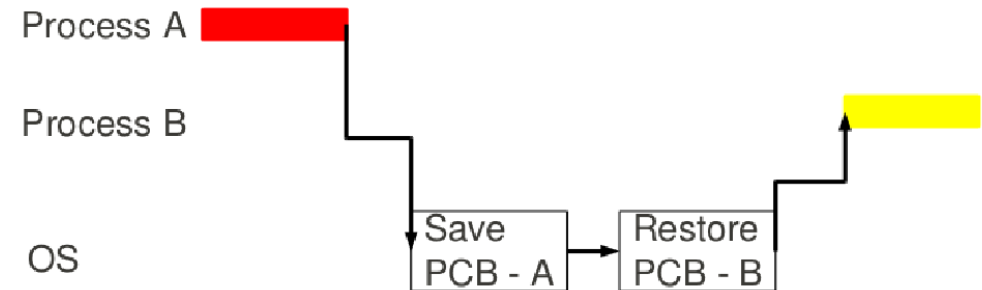 Process A
Process B
OS
Save
PCB - A
Restore
PCB - B